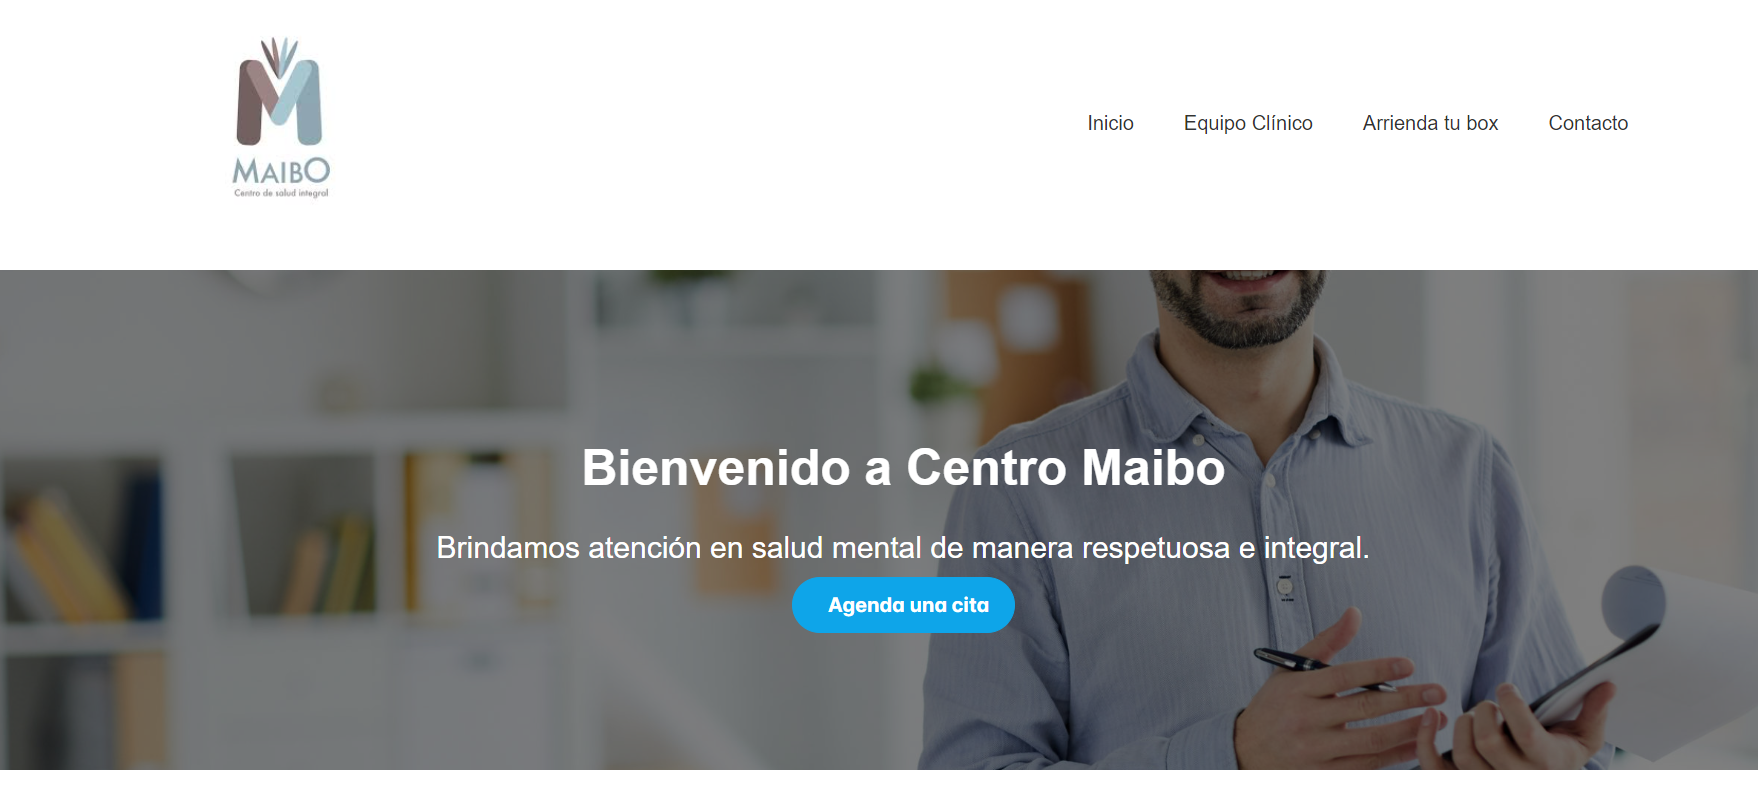 MAIBO
Centro de salud integral
Inicio
Equipo Clínico
Arrienda tu box
Contacto
Bienvenido a Centro Maibo
Brindamos atención en salud mental de manera respetuosa e integral.
Agenda una cita